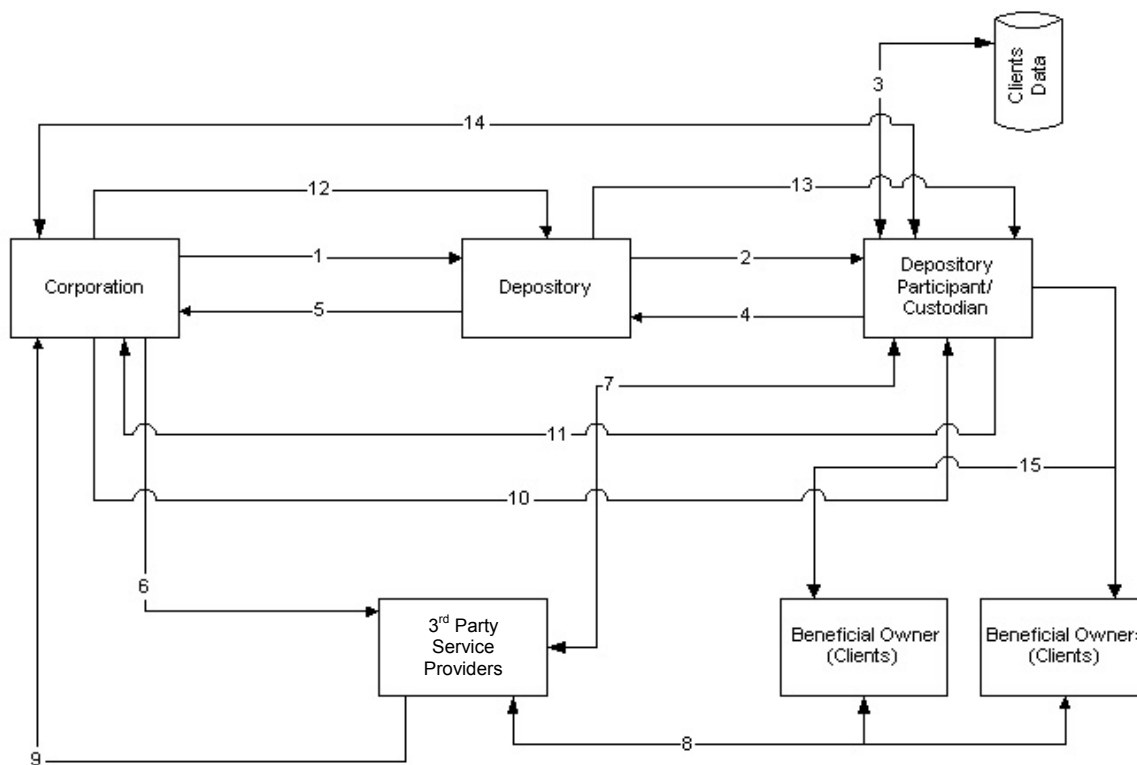 Clients
Data
3
14
12
13
Corporation
1
Depository
2
Depository
Participant/
Custodian
5
4
7
11
15
10
6
3rd Party
Service
Providers
Beneficial Owner
(Clients)
Beneficial Owners
(Clients)
8
9